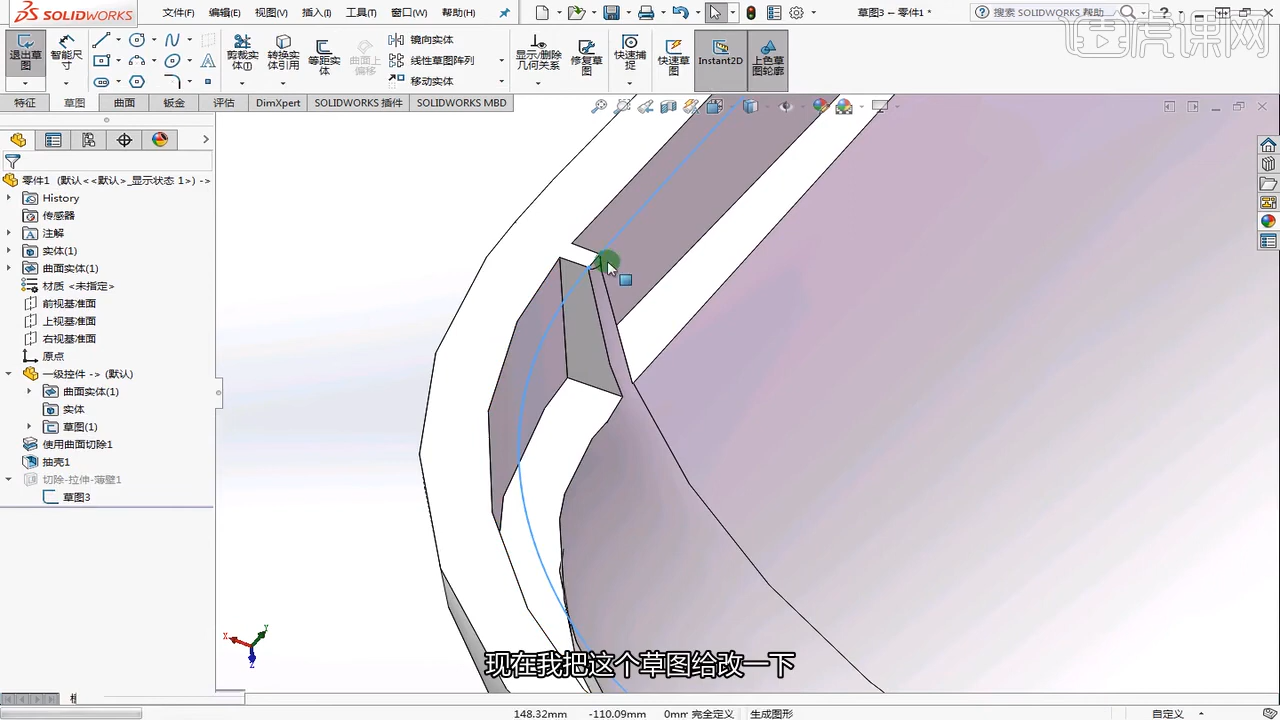 SOLIDWORKS
文件(F) 编辑(E) 视图(V) 插入(I) 工具(T) 窗口(W) 帮助(H)
草图3 – 零件1 *
搜索 SOLIDWORKS 帮助
虎课网
退出草图
智能尺寸
剪裁实体(T)
转换实体引用
等距实体
曲面上偏移
线性草图阵列
移动实体
显示/删除几何关系
修复草图
快速捕捉
快速草图
Instant2D
上色草图轮廓
特征 草图 曲面 钣金 评估 DimXpert SOLIDWORKS 插件 SOLIDWORKS MBD
零件1 (默认<<默认>_显示状态 1>) ->
History
传感器
注解
实体(1)
曲面实体(1)
材质 <未指定>
前视基准面
上视基准面
右视基准面
原点
一级控件 -> (默认)
曲面实体(1)
实体
草图(1)
使用曲面切除1
抽壳1
切除-拉伸-薄壁1
草图3
X
Y
Z
现在我把这个草图给改一下
148.32mm -110.09mm 0mm 完全定义 生成图形 自定义